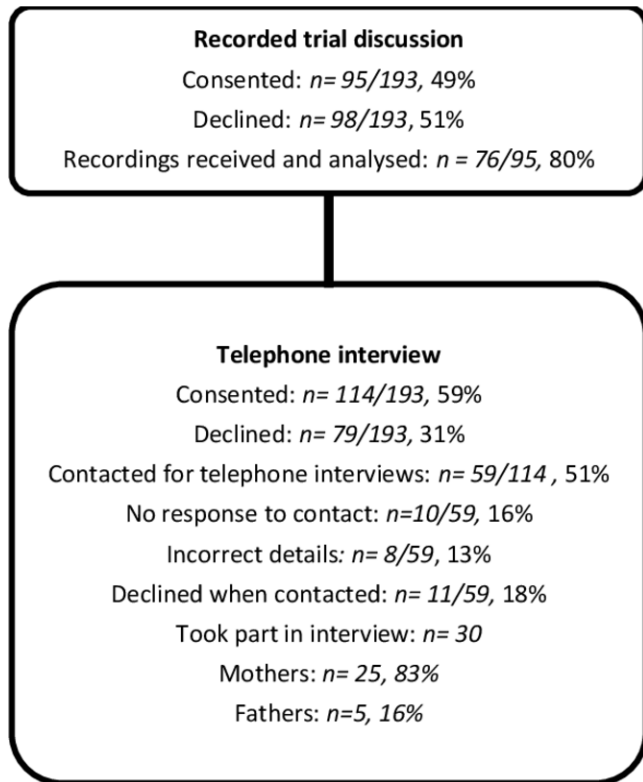 Recorded trial discussion
Consented: n= 95/193, 49%
Declined: n= 98/193, 51%
Recordings received and analysed: n = 76/95, 80%
Telephone interview
Consented: n= 114/193, 59%
Declined: n= 79/193, 31%
Contacted for telephone interviews: n= 59/114 , 51%
No response to contact: n=10/59, 16%
Incorrect details: n= 8/59, 13%
Declined when contacted: n= 11/59, 18%
Took part in interview: n= 30
Mothers: n= 25, 83%
Fathers: n=5, 16%